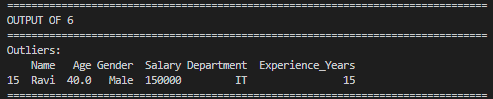 ================================================================================
OUTPUT OF 6
================================================================================
Outliers:
    Name   Age Gender  Salary Department  Experience_Years
15  Ravi  40.0   Male  150000         IT                15
================================================================================